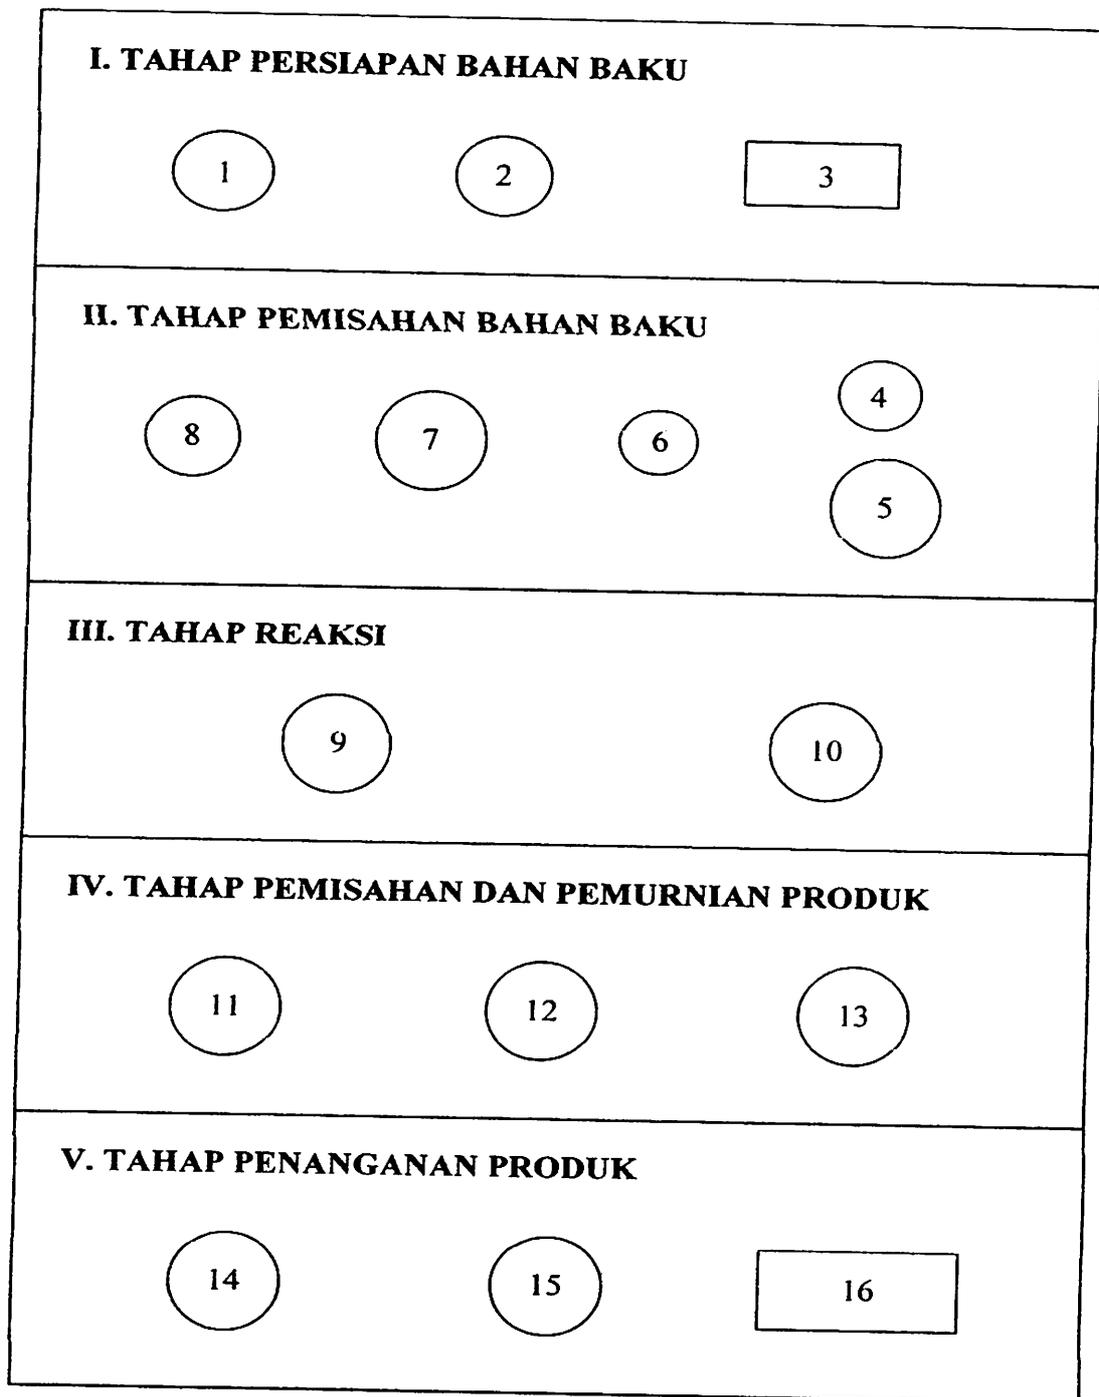 I. TAHAP PERSIAPAN BAHAN BAKU
1 2 3
II. TAHAP PEMISAHAN BAHAN BAKU
8 7 6 4
5
III. TAHAP REAKSI
9 10
IV. TAHAP PEMISAHAN DAN PEMURNIAN PRODUK
11 12 13
V. TAHAP PENANGANAN PRODUK
14 15 16